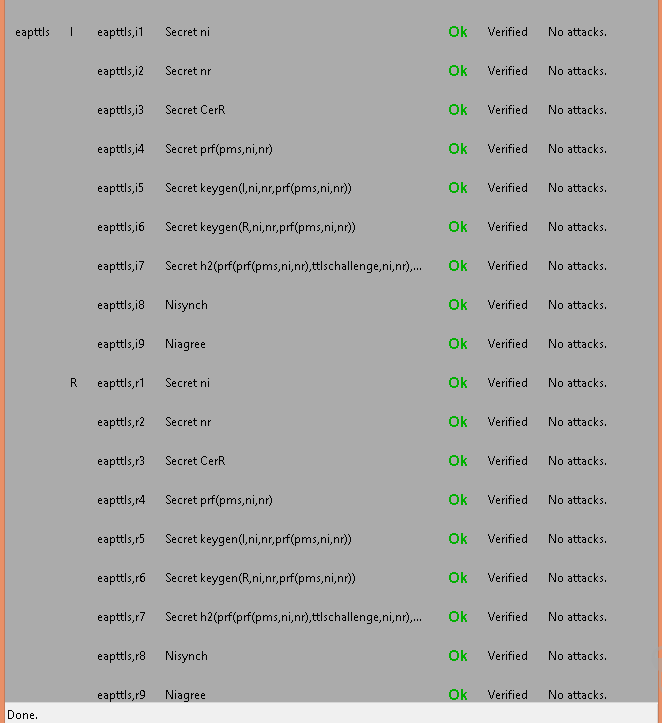 eapttls I eapttls,i1 Secret ni Ok Verified No attacks.
eapttls,i2 Secret nr Ok Verified No attacks.
eapttls,i3 Secret CerR Ok Verified No attacks.
eapttls,i4 Secret prf(pms,ni,nr) Ok Verified No attacks.
eapttls,i5 Secret keygen(I,ni,nr,prf(pms,ni,nr)) Ok Verified No attacks.
eapttls,i6 Secret keygen(R,ni,nr,prf(pms,ni,nr)) Ok Verified No attacks.
eapttls,i7 Secret h2(prf(prf(pms,ni,nr),ttlschallenge,ni,nr),... Ok Verified No attacks.
eapttls,i8 Nisynch Ok Verified No attacks.
eapttls,i9 Niagree Ok Verified No attacks.
R eapttls,r1 Secret ni Ok Verified No attacks.
eapttls,r2 Secret nr Ok Verified No attacks.
eapttls,r3 Secret CerR Ok Verified No attacks.
eapttls,r4 Secret prf(pms,ni,nr) Ok Verified No attacks.
eapttls,r5 Secret keygen(I,ni,nr,prf(pms,ni,nr)) Ok Verified No attacks.
eapttls,r6 Secret keygen(R,ni,nr,prf(pms,ni,nr)) Ok Verified No attacks.
eapttls,r7 Secret h2(prf(prf(pms,ni,nr),ttlschallenge,ni,nr),... Ok Verified No attacks.
eapttls,r8 Nisynch Ok Verified No attacks.
eapttls,r9 Niagree Ok Verified No attacks.
Done.